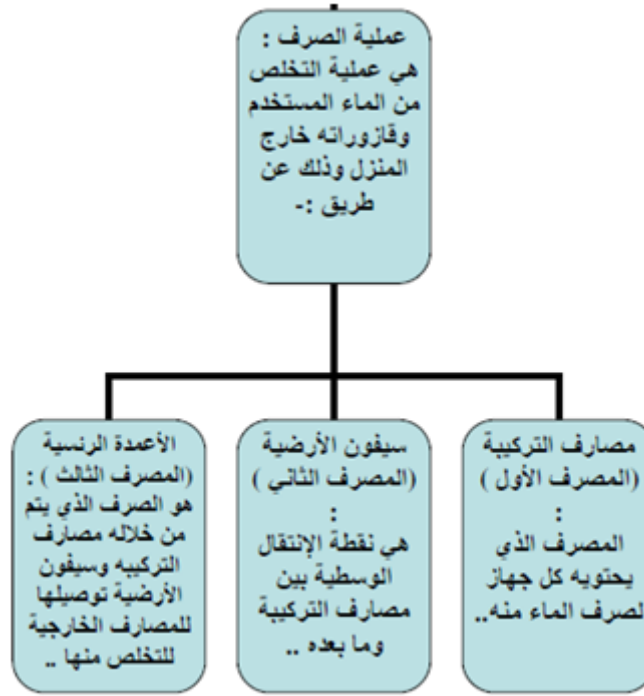 عملية الصرف :
هي عملية التخلص
من الماء المستخدم
وقازوراته خارج
المنزل وذلك عن
طريق :-
مصارف التركيبة
(المصرف الأول )
:
المصرف الذي
يحتويه كل جهاز
لصرف الماء منه..
سيفون الأرضية
(المصرف الثاني )
:
هي نقطة الإنتقال
الوسطية بين
مصارف التركيبة
وما بعده ..
الأعمدة الرنسية
(المصرف الثالث ) :
هو الصرف الذي يتم
من خلاله مصارف
التركيبه وسيفون
الأرضية توصيلها
للمصارف الخارجية
للتخلص منها ..